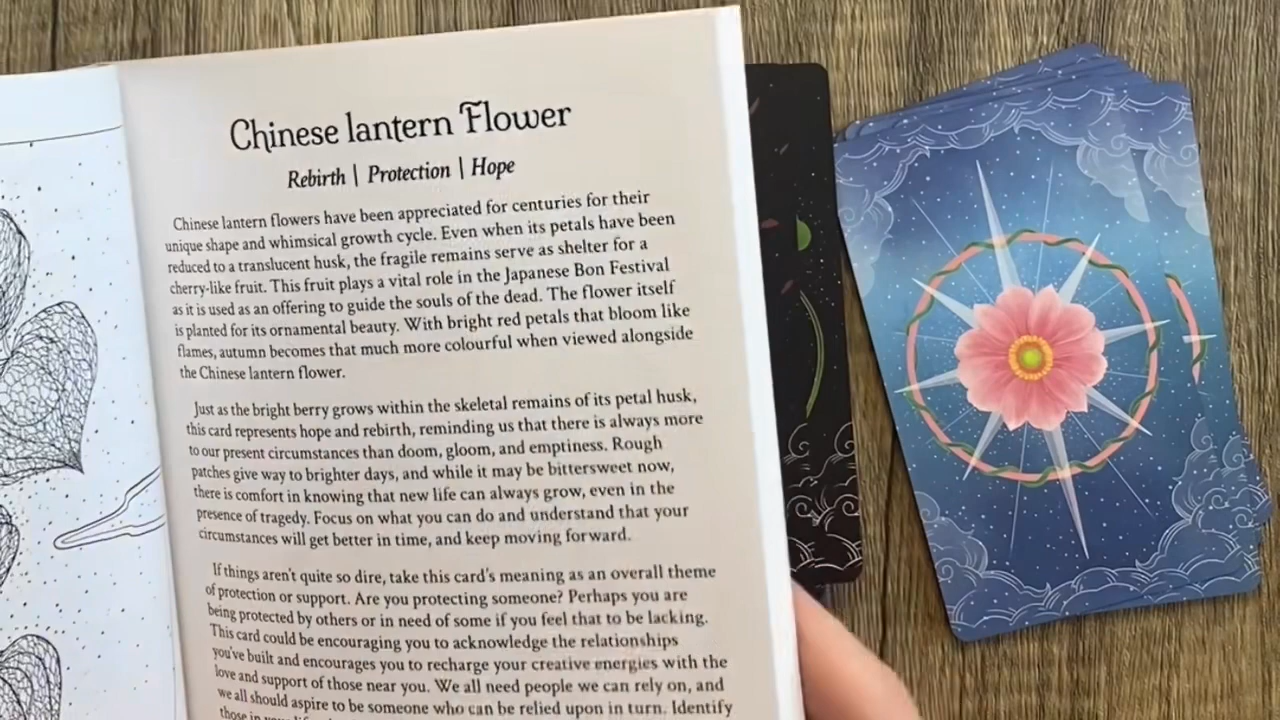 Chinese lantern Flower
Rebirth | Protection | Hope
Chinese lantern flowers have been appreciated for centuries for their
unique shape and whimsical growth cycle. Even when its petals have been
reduced to a translucent husk, the fragile remains serve as shelter for a
cherry-like fruit. This fruit plays a vital role in the Japanese Bon Festival
as it is used as an offering to guide the souls of the dead. The flower itself
is planted for its ornamental beauty. With bright red petals that bloom like
flames, autumn becomes that much more colourful when viewed alongside
the Chinese lantern flower.
Just as the bright berry grows within the skeletal remains of its petal husk,
this card represents hope and rebirth, reminding us that there is always more
to our present circumstances than doom, gloom, and emptiness. Rough
patches give way to brighter days, and while it may be bittersweet now,
there is comfort in knowing that new life can always grow, even in the
presence of tragedy. Focus on what you can do and understand that your
circumstances will get better in time, and keep moving forward.
If things aren't quite so dire, take this card's meaning as an overall theme
of protection or support. Are you protecting someone? Perhaps you are
being protected by others or in need of some if you feel that to be lacking.
This card could be encouraging you to acknowledge the relationships
you've built and encourages you to recharge your creative energies with the
love and support of those near you. We all need people we can rely on, and
we all should aspire to be someone who can be relied upon in turn. Identify
those in